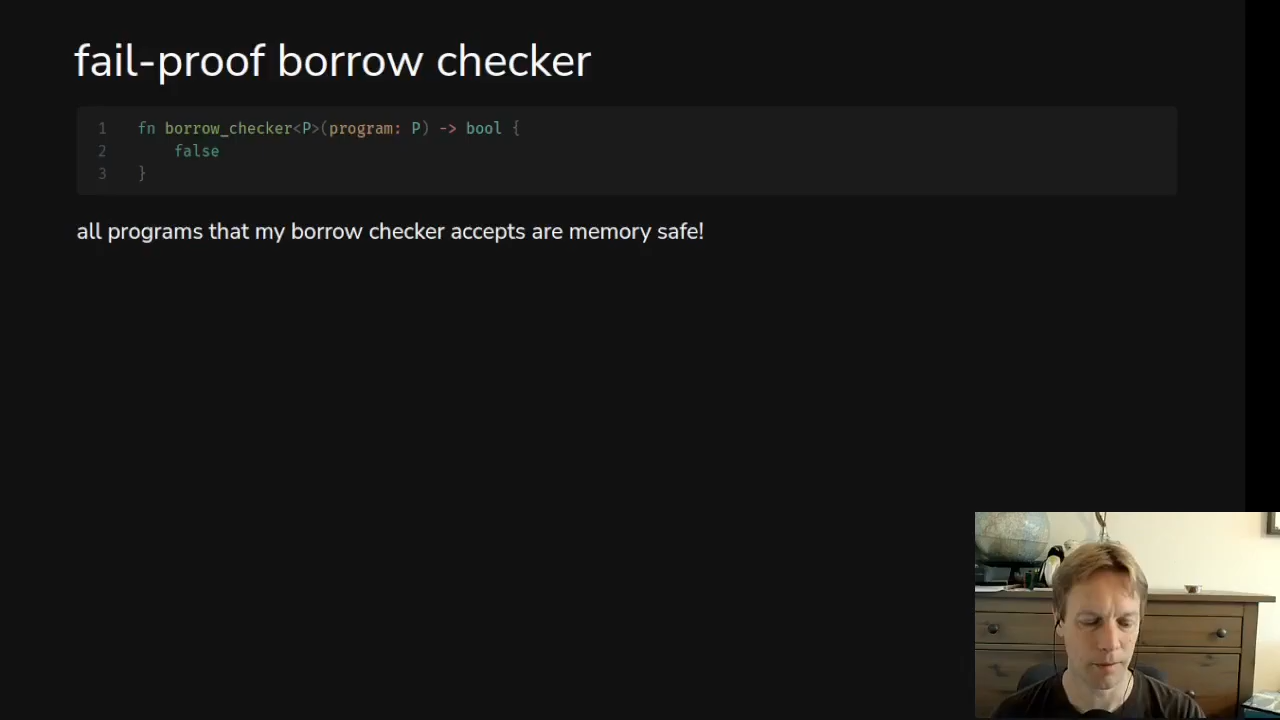 fail-proof borrow checker
1 fn borrow_checker<P>(program: P) -> bool {
2 false
3 }
all programs that my borrow checker accepts are memory safe!